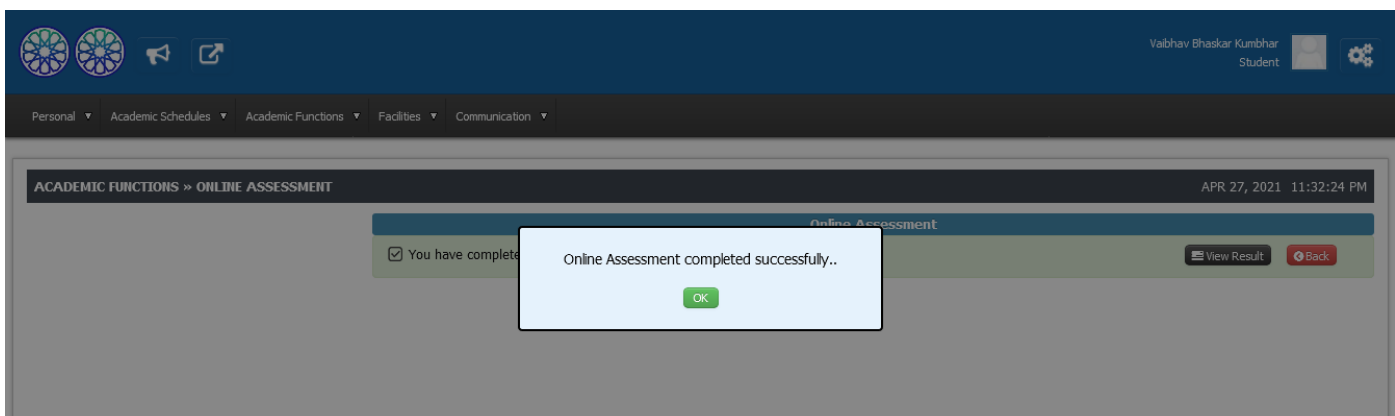 Vaibhav Bhaskar Kumbhar
Student
Personal ▼ Academic Schedules ▼ Academic Functions ▼ Facilities ▼ Communication ▼
ACADEMIC FUNCTIONS » ONLINE ASSESSMENT APR 27, 2021 11:32:24 PM
Online Assessment
You have complete View Result Back
Online Assessment completed successfully..
OK